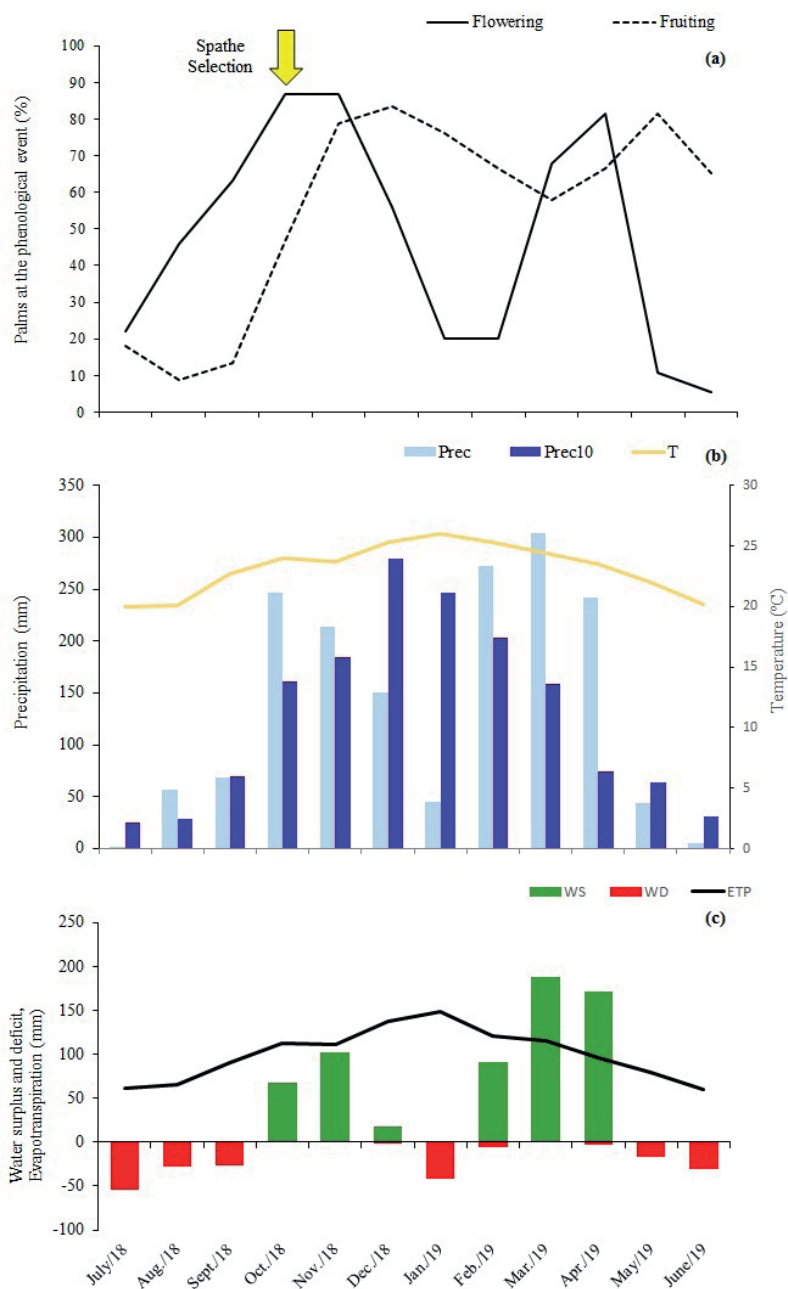 Flowering Fruiting
Spathe
Selection
(a)
Palms at the phenological event (%)
100
90
80
70
60
50
40
30
20
10
0
Prec Prec10 T
(b)
Precipitation (mm)
350
300
250
200
150
100
50
0
30
25
20
15
10
5
0
Temperature (ºC)
WS WD ETP
(c)
Water surplus and deficit,
Evapotranspiration (mm)
250
200
150
100
50
0
-50
-100
July/18 Aug./18 Sept./18 Oct./18 Nov./18 Dec./18 Jan./19 Feb./19 Mar./19 Apr./19 May/19 June/19